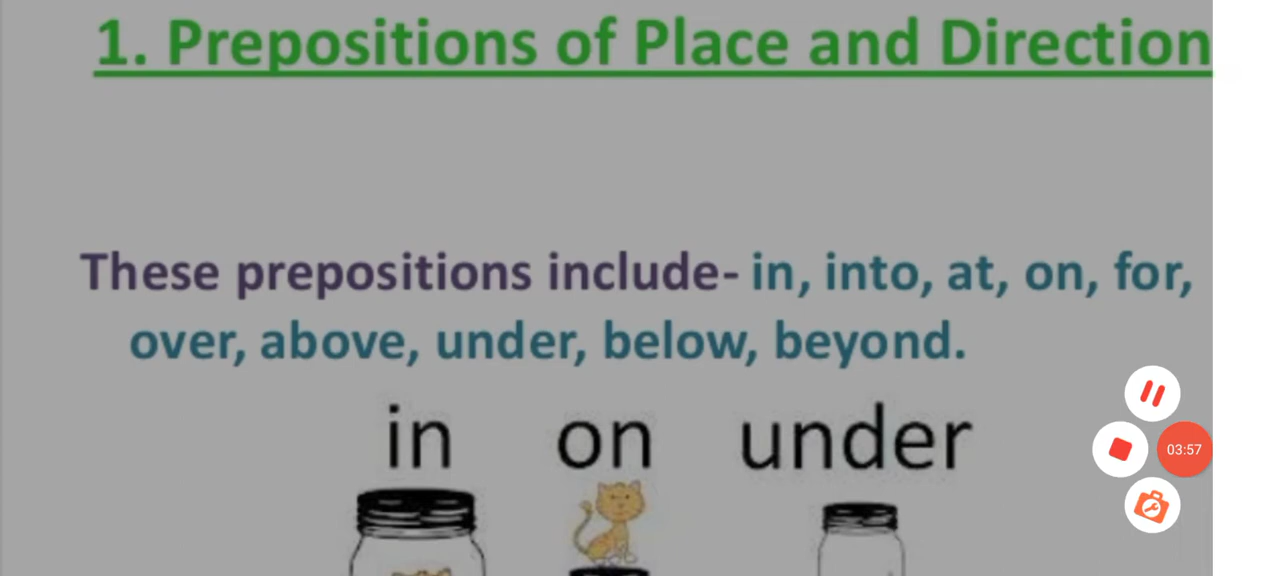 1. Prepositions of Place and Direction
These prepositions include- in, into, at, on, for,
over, above, under, below, beyond.
in on under
03:57